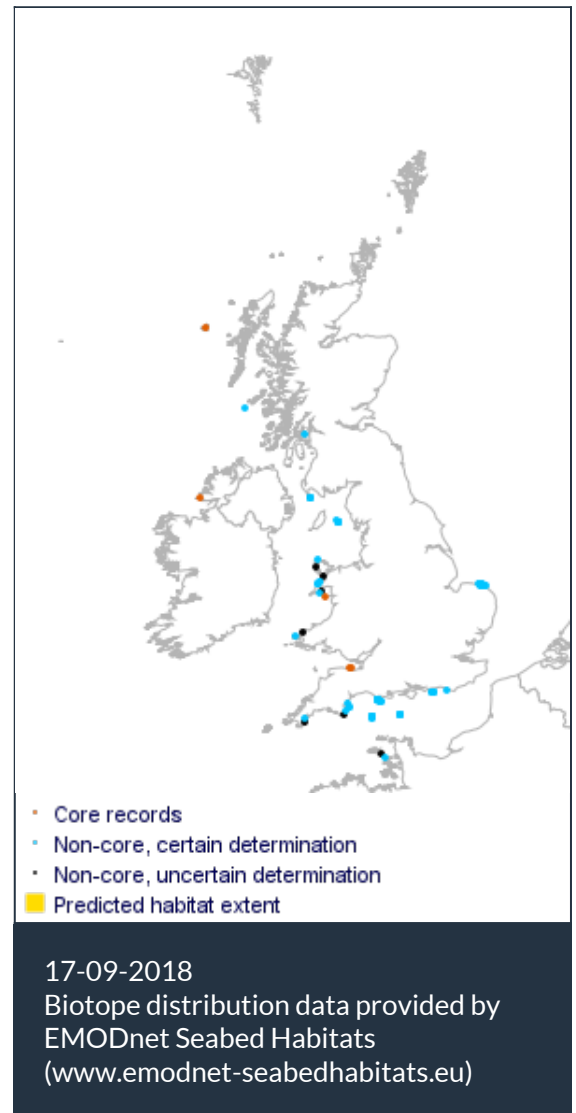 Core records
Non-core, certain determination
Non-core, uncertain determination
Predicted habitat extent
17-09-2018
Biotope distribution data provided by
EMODnet Seabed Habitats
(www.emodnet-seabedhabitats.eu)